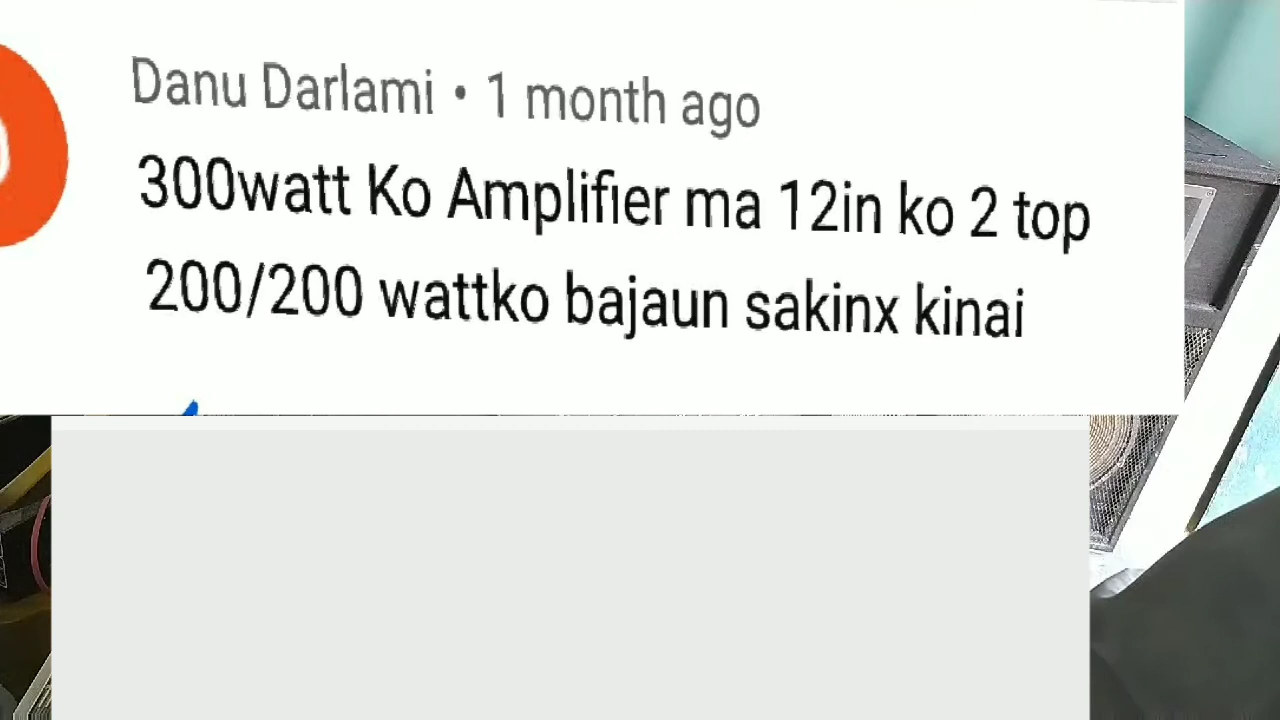 Danu Darlami • 1 month ago
300watt Ko Amplifier ma 12in ko 2 top
200/200 wattko bajaun sakinx kinai